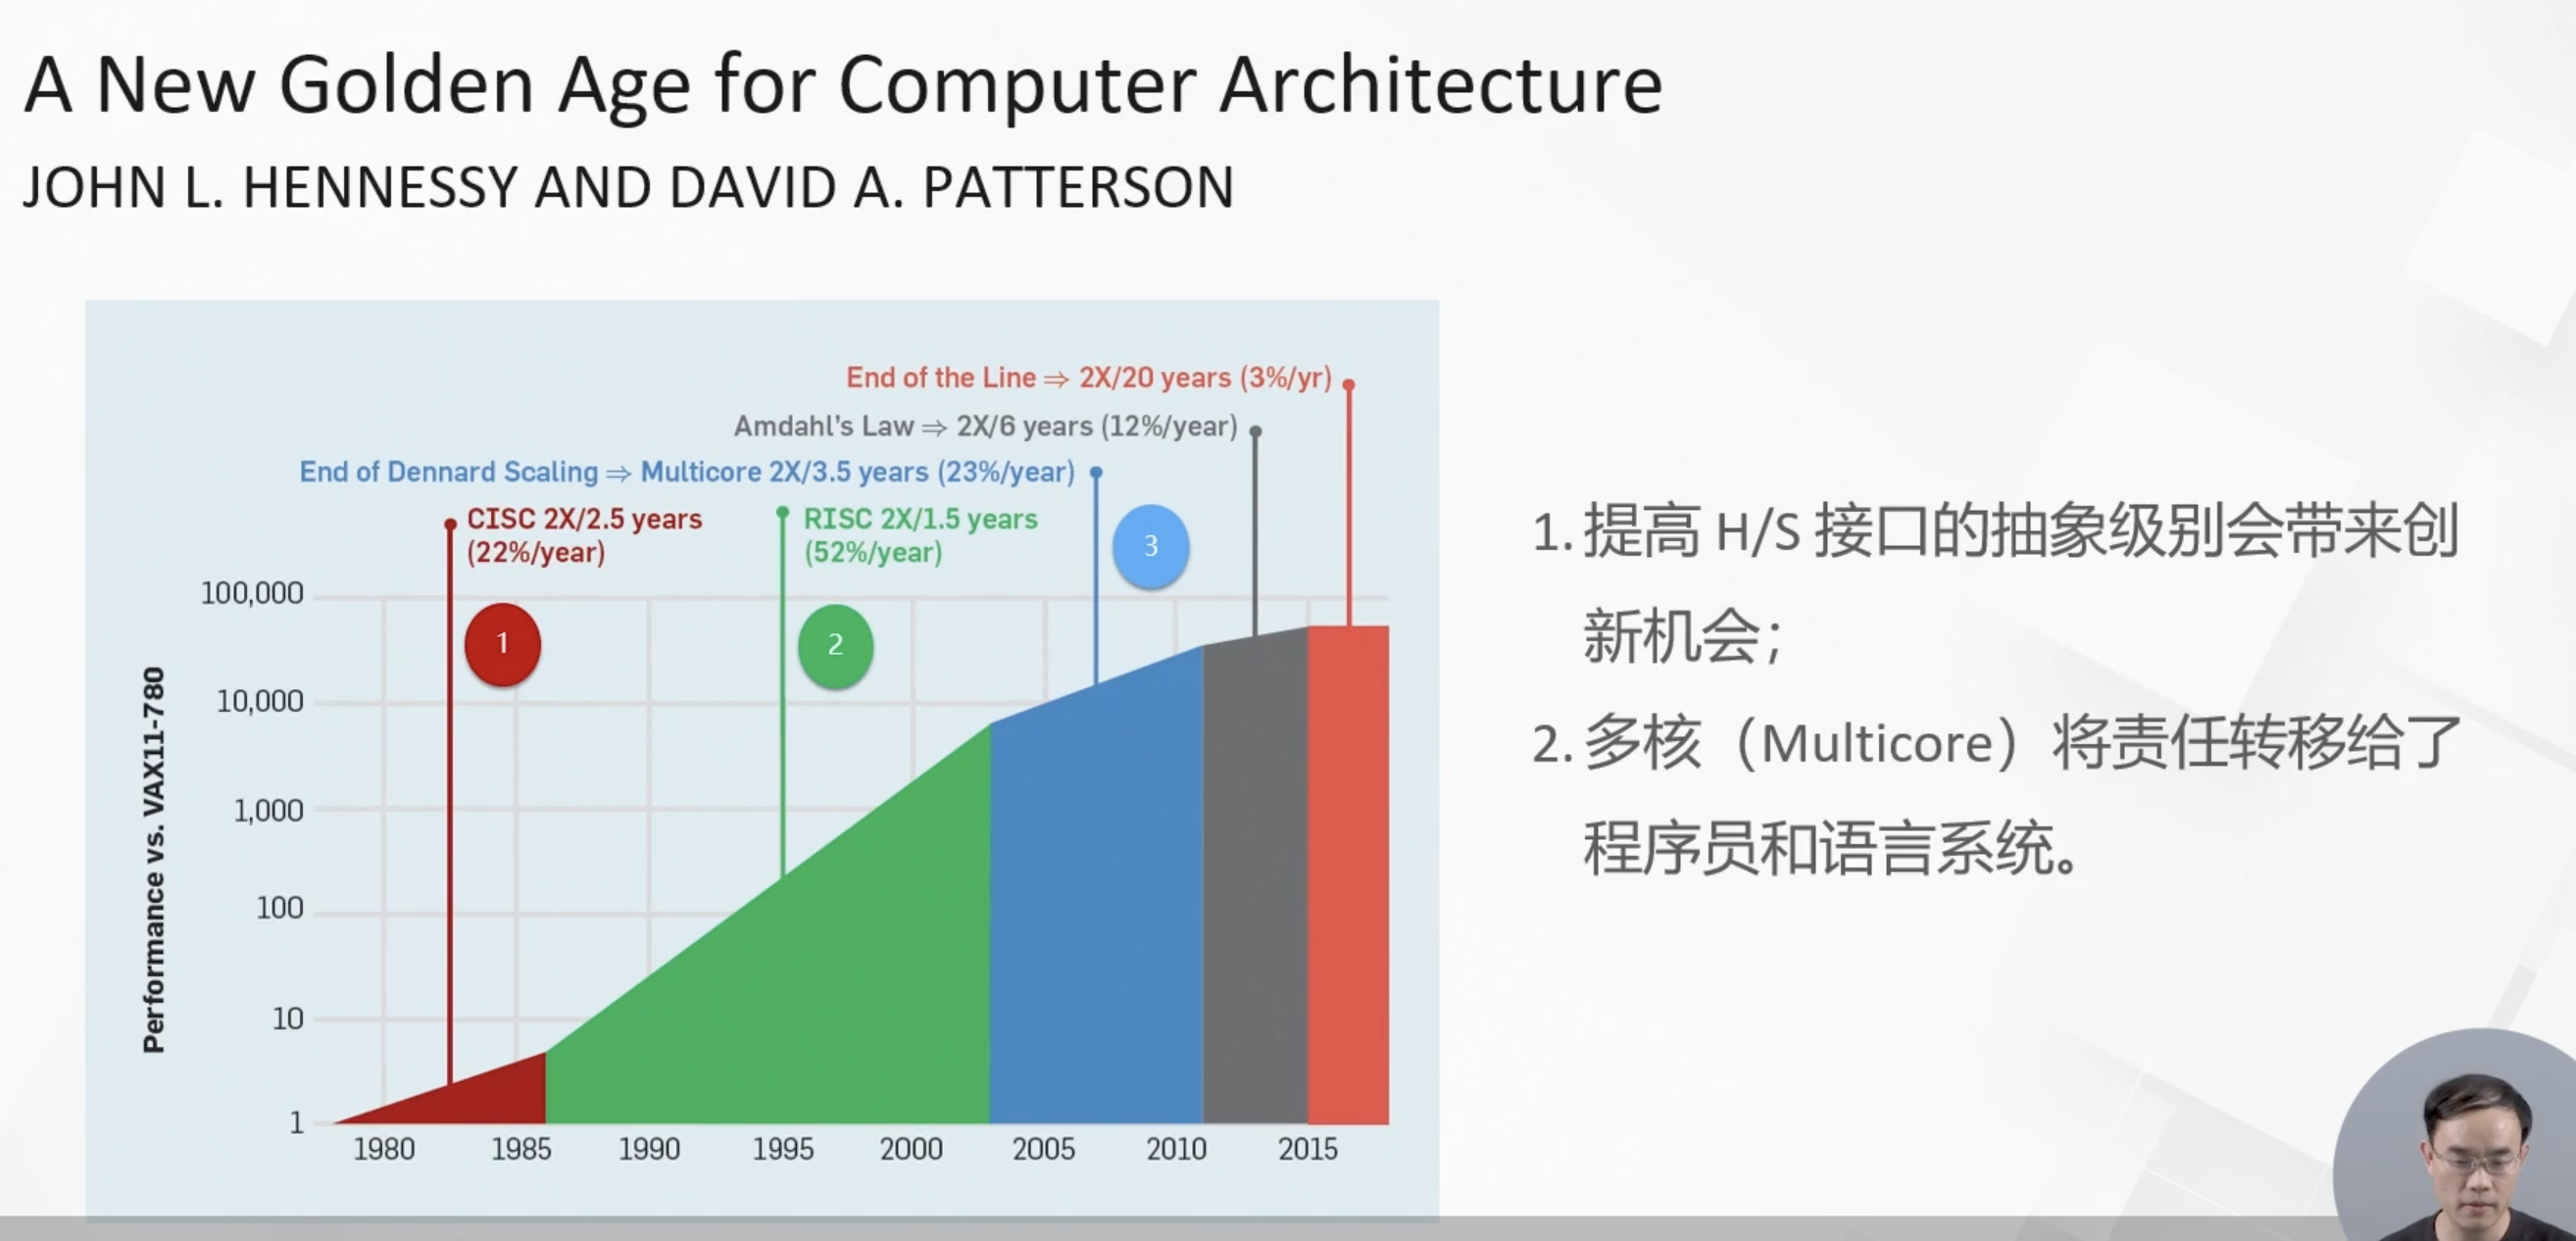 A New Golden Age for Computer Architecture
JOHN L. HENNESSY AND DAVID A. PATTERSON
End of the Line ⇒ 2X/20 years (3%/yr)
Amdahl's Law ⇒ 2X/6 years (12%/year)
End of Dennard Scaling ⇒ Multicore 2X/3.5 years (23%/year)
CISC 2X/2.5 years
(22%/year)
RISC 2X/1.5 years
(52%/year)
1
2
3
Performance vs. VAX11-780
100,000
10,000
1,000
100
10
1
1980 1985 1990 1995 2000 2005 2010 2015
1. 提高 H/S 接口的抽象级别会带来创
新机会；
2. 多核（Multicore）将责任转移给了
程序员和语言系统。